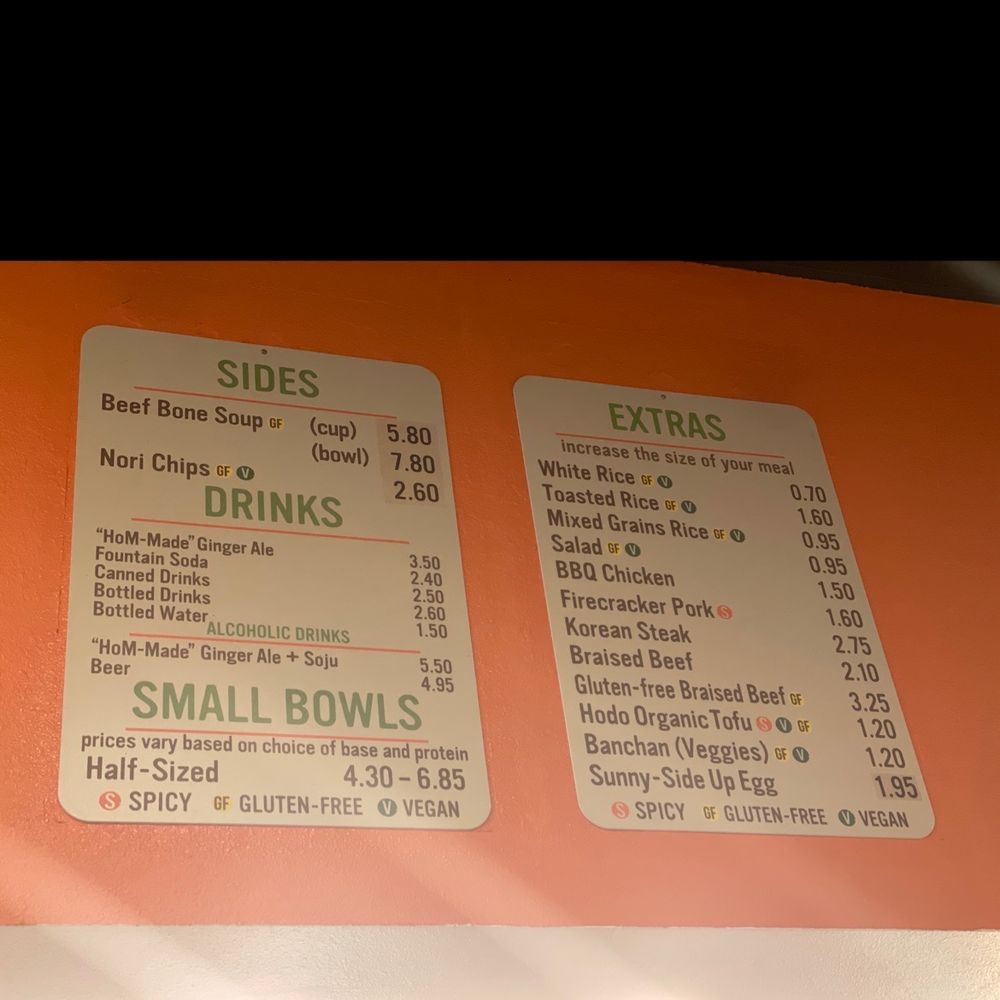 SIDES
Beef Bone Soup GF (cup) 5.80
(bowl) 7.80
Nori Chips GF V 2.60
DRINKS
"HoM-Made" Ginger Ale 3.50
Fountain Soda 2.40
Canned Drinks 2.50
Bottled Drinks 2.60
Bottled Water 1.50
ALCOHOLIC DRINKS
"HoM-Made" Ginger Ale + Soju 5.50
Beer 4.95
SMALL BOWLS
prices vary based on choice of base and protein
Half-Sized 4.30 – 6.85
S SPICY GF GLUTEN-FREE V VEGAN
EXTRAS
increase the size of your meal
White Rice GF V 0.70
Toasted Rice GF V 1.60
Mixed Grains Rice GF V 0.95
Salad GF V 0.95
BBQ Chicken 1.50
Firecracker Pork S 1.60
Korean Steak 2.75
Braised Beef 2.10
Gluten-free Braised Beef GF 3.25
Hodo Organic Tofu S V GF 1.20
Banchan (Veggies) GF V 1.20
Sunny-Side Up Egg 1.95
S SPICY GF GLUTEN-FREE V VEGAN